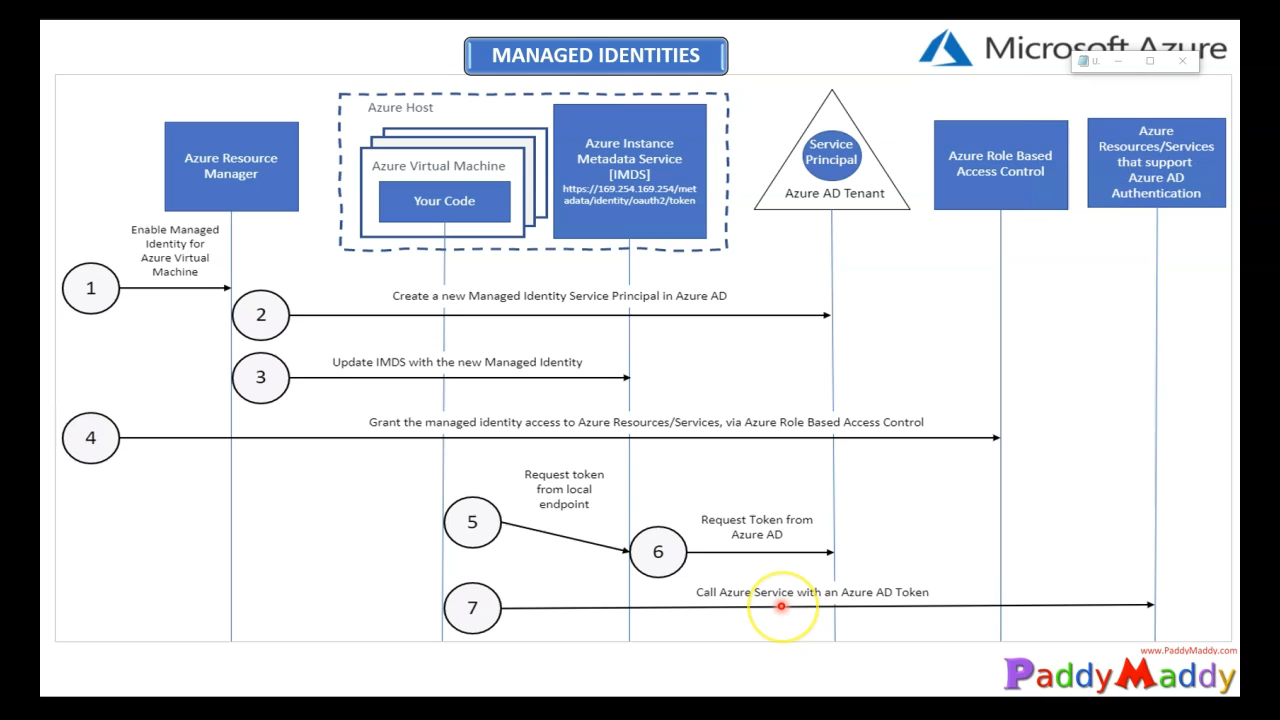 MANAGED IDENTITIES
Microsoft Azure
U.
Azure Resource
Manager
Azure Host
Azure Virtual Machine
Your Code
Azure Instance
Metadata Service
[IMDS]
https://169.254.169.254/met
adata/identity/oauth2/token
Service
Principal
Azure AD Tenant
Azure Role Based
Access Control
Azure
Resources/Services
that support
Azure AD
Authentication
Enable Managed
Identity for
Azure Virtual
Machine
1
2
Create a new Managed Identity Service Principal in Azure AD
3
Update IMDS with the new Managed Identity
4
Grant the managed identity access to Azure Resources/Services, via Azure Role Based Access Control
Request token
from local
endpoint
5
6
Request Token from
Azure AD
7
Call Azure Service with an Azure AD Token
www.PaddyMaddy.com
PaddyMaddy